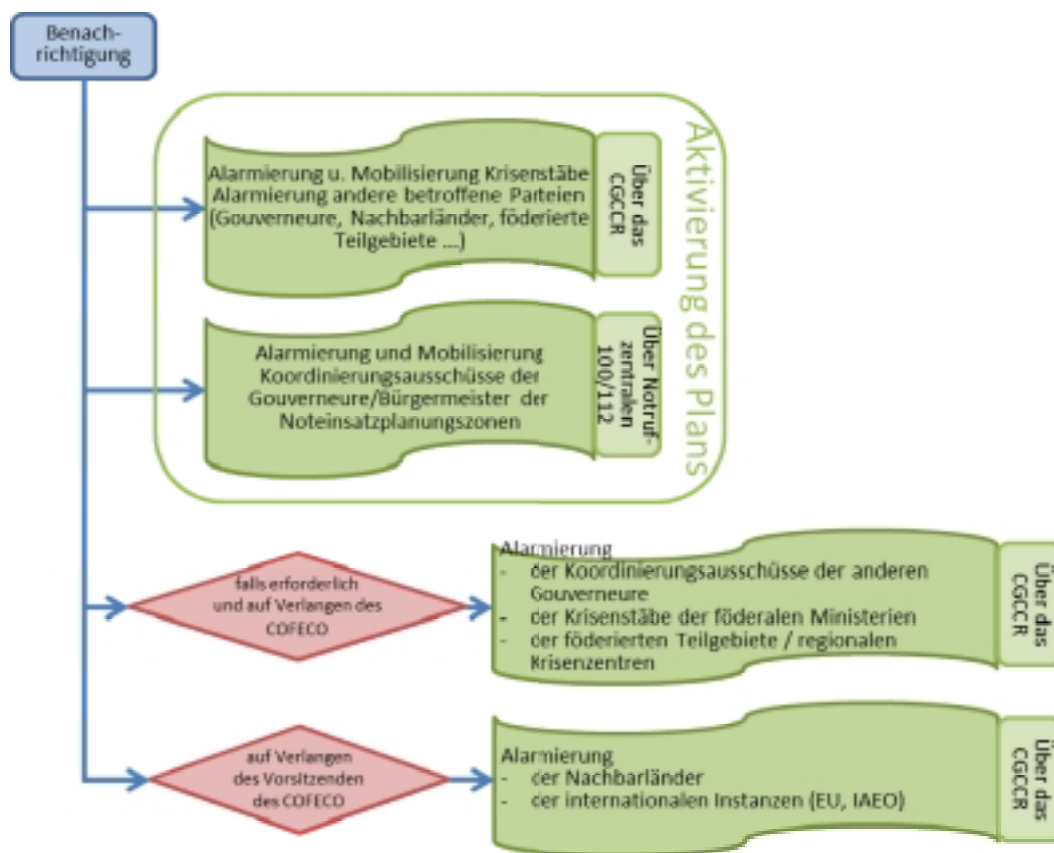 Benach-
richtigung
Aktivierung des Plans
Alarmierung u. Mobilisierung Krisenstäbe
Alarmierung andere betroffene Parteien
(Gouverneure, Nachbarländer, föderierte
Teilgebiete ...)
Über das
CGCCR
Alarmierung und Mobilisierung
Koordinierungsausschüsse der
Gouverneure/Bürgermeister der
Noteinsatzplanungszonen
Über Notruf-
zentralen
100/112
falls erforderlich
und auf Verlangen des
COFECO
Alarmierung
- der Koordinierungsausschüsse der anderen
Gouverneure
- der Krisenstäbe der föderalen Ministerien
- der föderierten Teilgebiete / regionalen
Krisenzentren
Über das
CGCCR
auf Verlangen
des Vorsitzenden
des COFECO
Alarmierung
- der Nachbarländer
- der internationalen Instanzen (EU, IAEO)
Über das
CGCCR